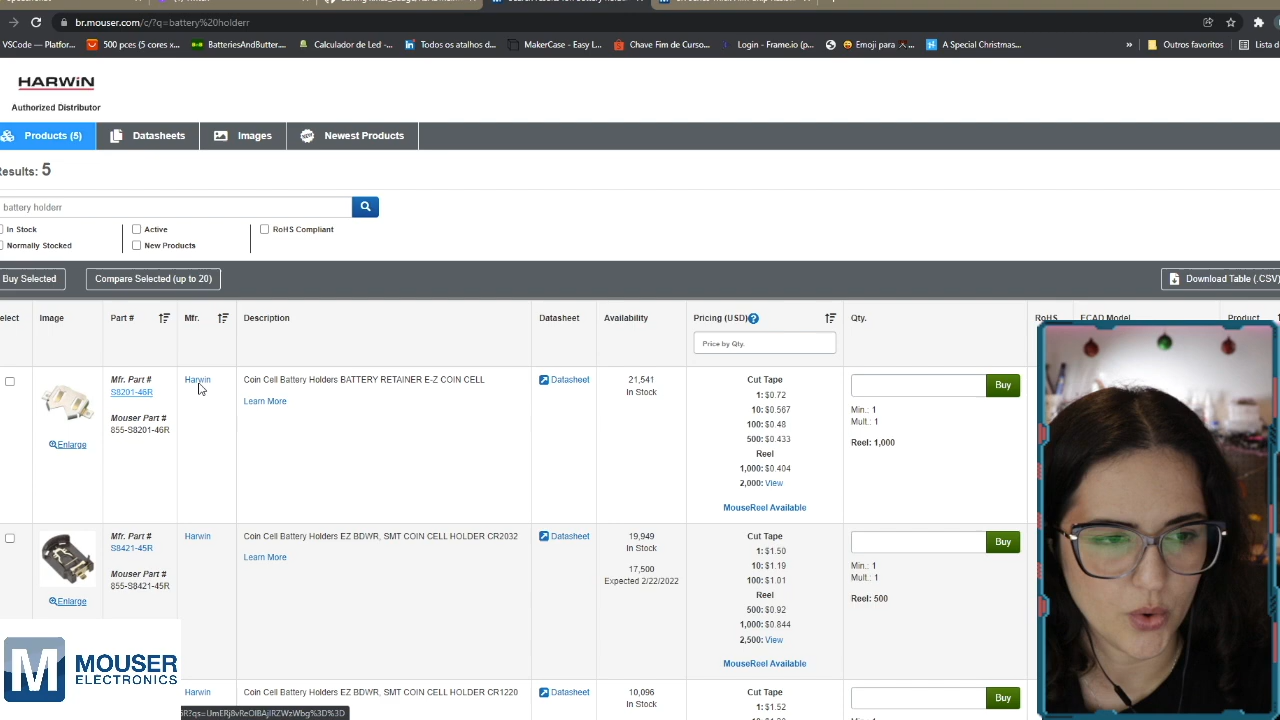 br.mouser.com/c/?q=battery%20holderr
VSCode — Platfor...
500 pces (5 cores x...
BatteriesAndButter...
Calculador de Led -...
Todos os atalhos d...
MakerCase - Easy L...
Chave Fim de Curso...
Login - Frame.io (p...
Emoji para
A Special Christmas...
»
Outros favoritos
Lista d
HARWiN
Authorized Distributor
Products (5)
Datasheets
Images
NEW
Newest Products
Results: 5
battery holderr
In Stock
Active
RoHS Compliant
Normally Stocked
New Products
Buy Selected
Compare Selected (up to 20)
Download Table (.CSV)
elect
Image
Part #
Mfr.
Description
Datasheet
Availability
Pricing (USD)
Qty.
RoHS
ECAD Model
Product
Price by Qty.
Mfr. Part #
S8201-46R
Mouser Part #
855-S8201-46R
Enlarge
Harwin
Coin Cell Battery Holders BATTERY RETAINER E-Z COIN CELL
Learn More
Datasheet
21,541
In Stock
Cut Tape
1: $0.72
10: $0.567
100: $0.48
500: $0.433
Reel
1,000: $0.404
2,000: View
MouseReel Available
Buy
Min.: 1
Mult.: 1
Reel: 1,000
Mfr. Part #
S8421-45R
Mouser Part #
855-S8421-45R
Enlarge
Harwin
Coin Cell Battery Holders EZ BDWR, SMT COIN CELL HOLDER CR2032
Learn More
Datasheet
19,949
In Stock
17,500
Expected 2/22/2022
Cut Tape
1: $1.50
10: $1.19
100: $1.01
Reel
500: $0.92
1,000: $0.844
2,500: View
MouseReel Available
Buy
Min.: 1
Mult.: 1
Reel: 500
Harwin
Coin Cell Battery Holders EZ BDWR, SMT COIN CELL HOLDER CR1220
Datasheet
10,096
In Stock
Cut Tape
1: $1.52
Buy
Min.: 1
M
MOUSER
ELECTRONICS